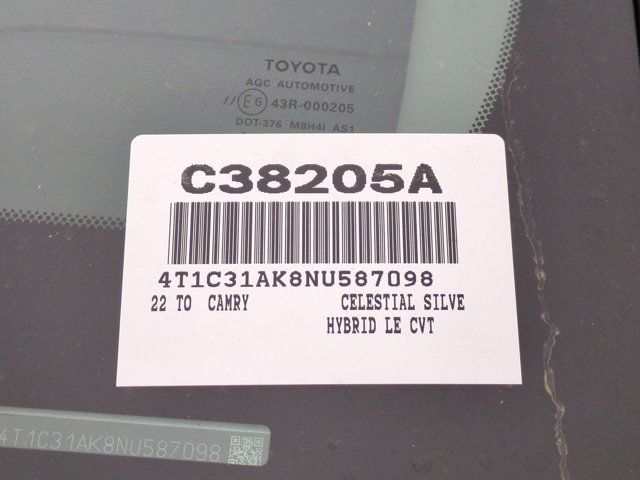 TOYOTA
AGC AUTOMOTIVE
// E6 43R-000205
DOT-376 M8H4I AS1
C38205A
4T1C31AK8NU587098
22 TO CAMRY CELESTIAL SILVE
HYBRID LE CVT
4T1C31AK8NU587098